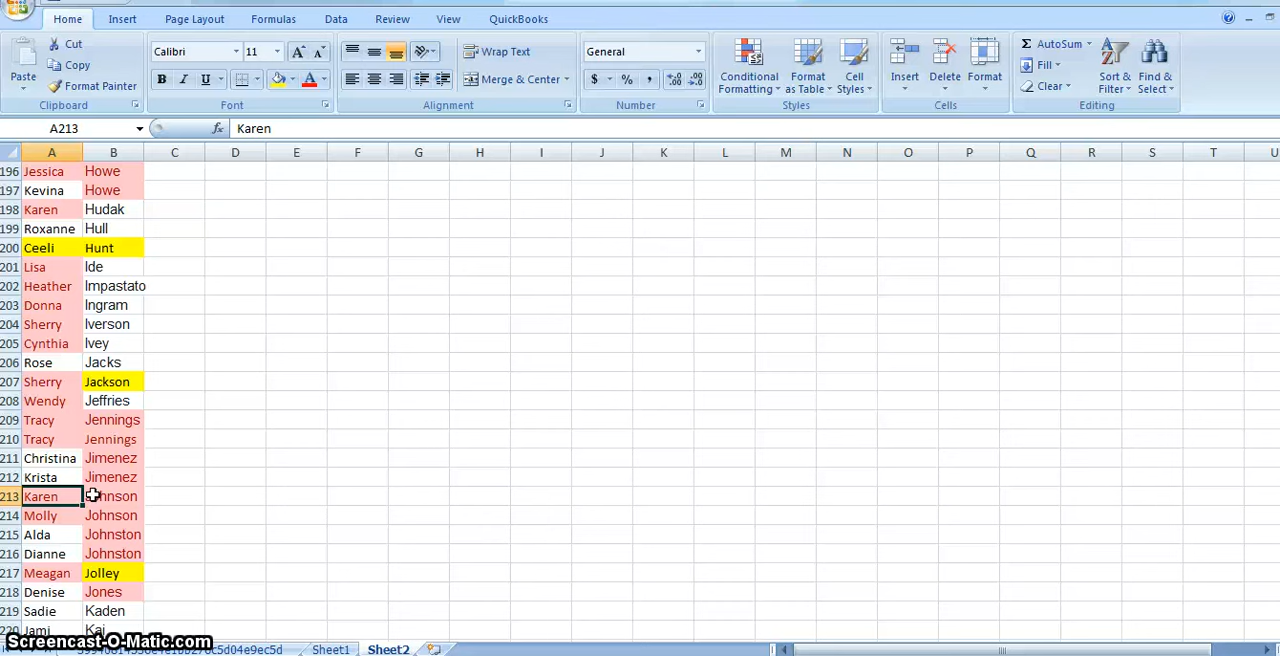 Home Insert Page Layout Formulas Data Review View QuickBooks
Cut
Copy
Format Painter
Paste
Clipboard
Calibri 11 A A
B I U A
Font
Wrap Text
Merge & Center
Alignment
General
$ % , .00 .0
Number
Conditional Formatting
Format as Table
Cell Styles
Styles
Insert Delete Format
Cells
Σ AutoSum
Fill
Clear
Sort & Filter
Find & Select
Editing
A213 fx Karen
A B C D E F G H I J K L M N O P Q R S T U
196 Jessica Howe
197 Kevina Howe
198 Karen Hudak
199 Roxanne Hull
200 Ceeli Hunt
201 Lisa Ide
202 Heather Impastato
203 Donna Ingram
204 Sherry Iverson
205 Cynthia Ivey
206 Rose Jacks
207 Sherry Jackson
208 Wendy Jeffries
209 Tracy Jennings
210 Tracy Jennings
211 Christina Jimenez
212 Krista Jimenez
213 Karen Johnson
214 Molly Johnson
215 Alda Johnston
216 Dianne Johnston
217 Meagan Jolley
218 Denise Jones
219 Sadie Kaden
220 Jami Kai
Screencast-O-Matic.com
Sheet1 Sheet2